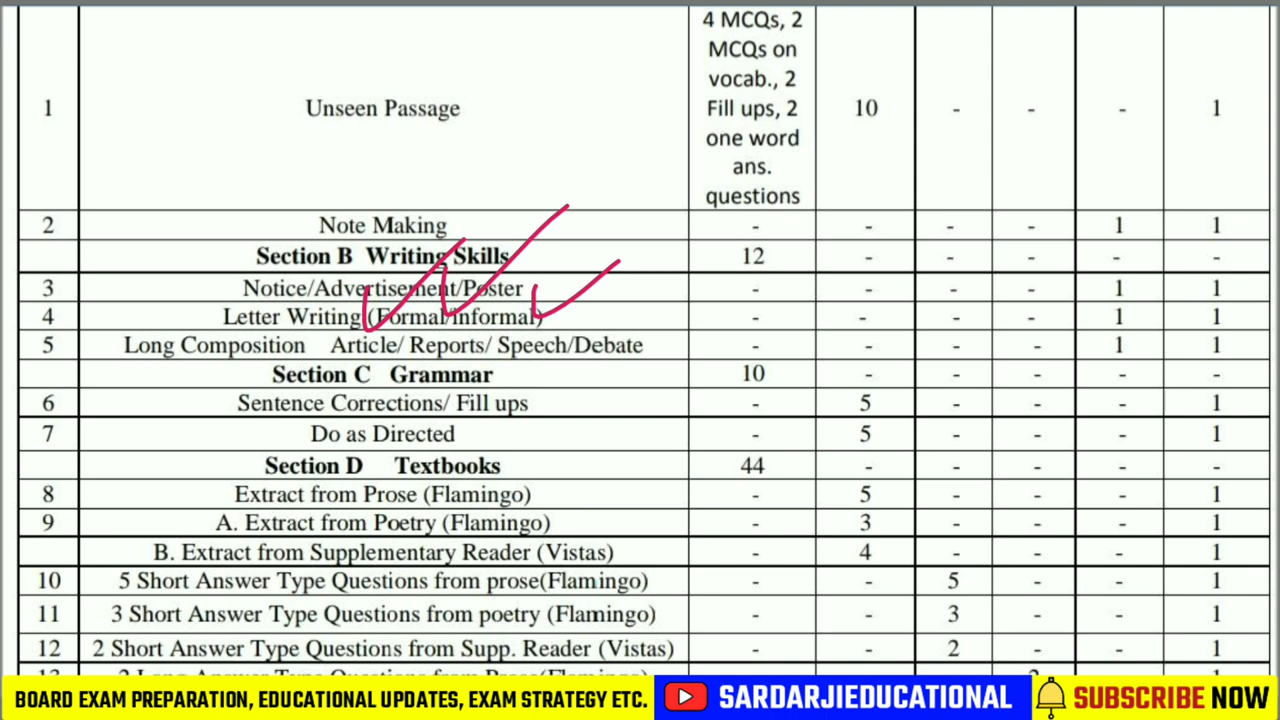 1 Unseen Passage 4 MCQs, 2 MCQs on vocab., 2 Fill ups, 2 one word ans. questions 10 - - - 1
2 Note Making - - - - 1 1
Section B Writing Skills 12 - - - - -
3 Notice/Advertisement/Poster - - - - 1 1
4 Letter Writing (Formal/informal) - - - - 1 1
5 Long Composition Article/ Reports/ Speech/Debate - - - - 1 1
Section C Grammar 10 - - - - -
6 Sentence Corrections/ Fill ups - 5 - - - 1
7 Do as Directed - 5 - - - 1
Section D Textbooks 44 - - - - -
8 Extract from Prose (Flamingo) - 5 - - - 1
9 A. Extract from Poetry (Flamingo) - 3 - - - 1
B. Extract from Supplementary Reader (Vistas) - 4 - - - 1
10 5 Short Answer Type Questions from prose(Flamingo) - - 5 - - 1
11 3 Short Answer Type Questions from poetry (Flamingo) - - 3 - - 1
12 2 Short Answer Type Questions from Supp. Reader (Vistas) - - 2 - - 1
BOARD EXAM PREPARATION, EDUCATIONAL UPDATES, EXAM STRATEGY ETC. SARDARJIEDUCATIONAL SUBSCRIBE NOW